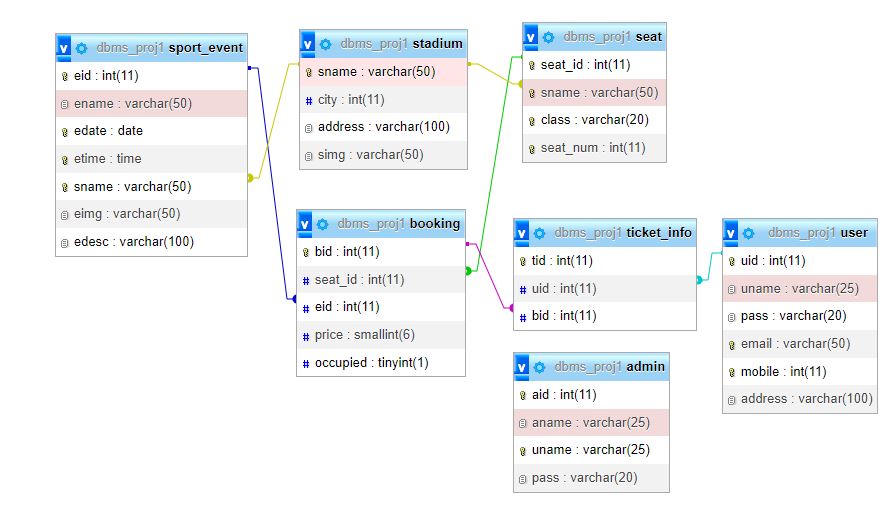 dbms_proj1 sport_event
eid : int(11)
ename : varchar(50)
edate : date
etime : time
sname : varchar(50)
eimg : varchar(50)
edesc : varchar(100)
dbms_proj1 stadium
sname : varchar(50)
# city : int(11)
address : varchar(100)
simg : varchar(50)
dbms_proj1 seat
seat_id : int(11)
sname : varchar(50)
class : varchar(20)
seat_num : int(11)
dbms_proj1 booking
bid : int(11)
# seat_id : int(11)
# eid : int(11)
# price : smallint(6)
# occupied : tinyint(1)
dbms_proj1 ticket_info
tid : int(11)
# uid : int(11)
# bid : int(11)
dbms_proj1 user
uid : int(11)
uname : varchar(25)
pass : varchar(20)
email : varchar(50)
mobile : int(11)
address : varchar(100)
dbms_proj1 admin
aid : int(11)
aname : varchar(25)
uname : varchar(25)
pass : varchar(20)